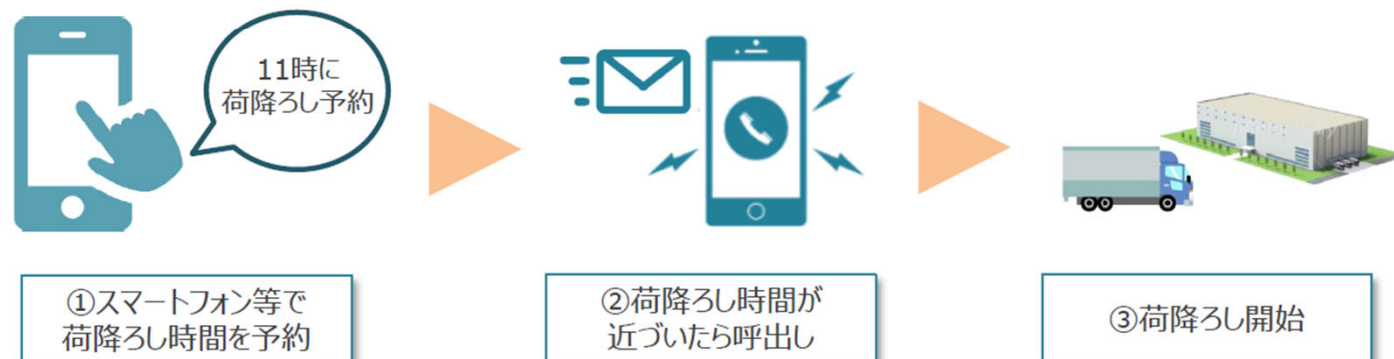 11時に
荷降ろし予約
①スマートフォン等で
荷降ろし時間を予約
②荷降ろし時間が
近づいたら呼出し
③荷降ろし開始